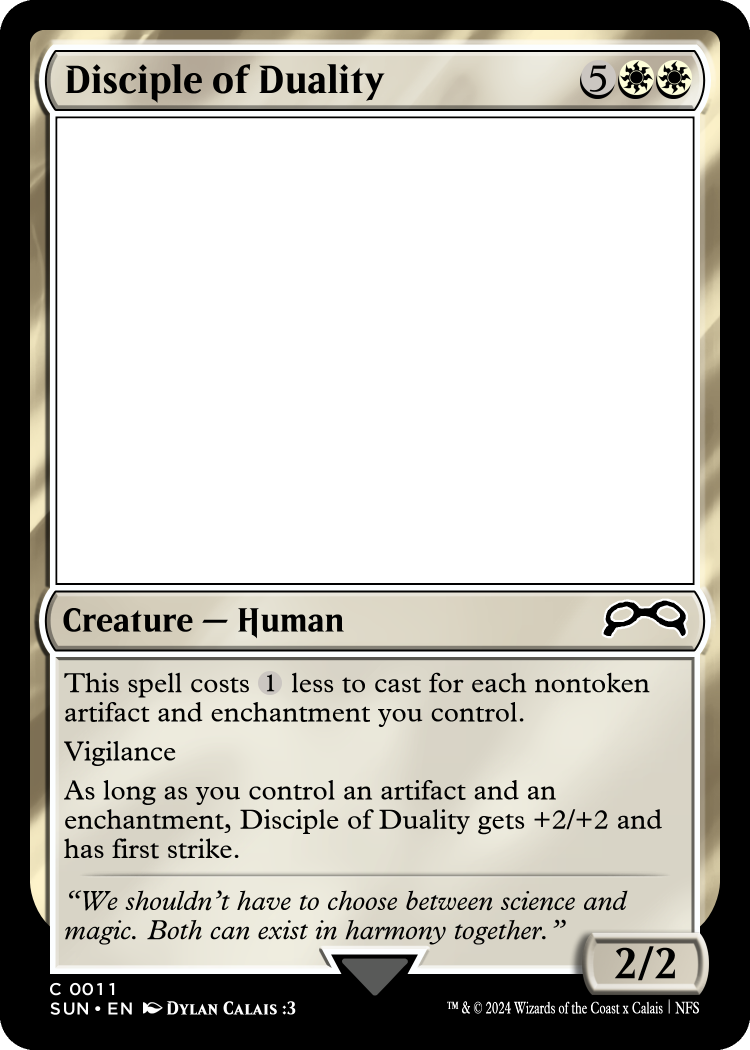 Disciple of Duality 5
Creature — Human
This spell costs 1 less to cast for each nontoken
artifact and enchantment you control.
Vigilance
As long as you control an artifact and an
enchantment, Disciple of Duality gets +2/+2 and
has first strike.
“We shouldn’t have to choose between science and
magic. Both can exist in harmony together.”
2/2
C 0011
SUN • EN Dylan Calais :3
™ & © 2024 Wizards of the Coast x Calais | NFS